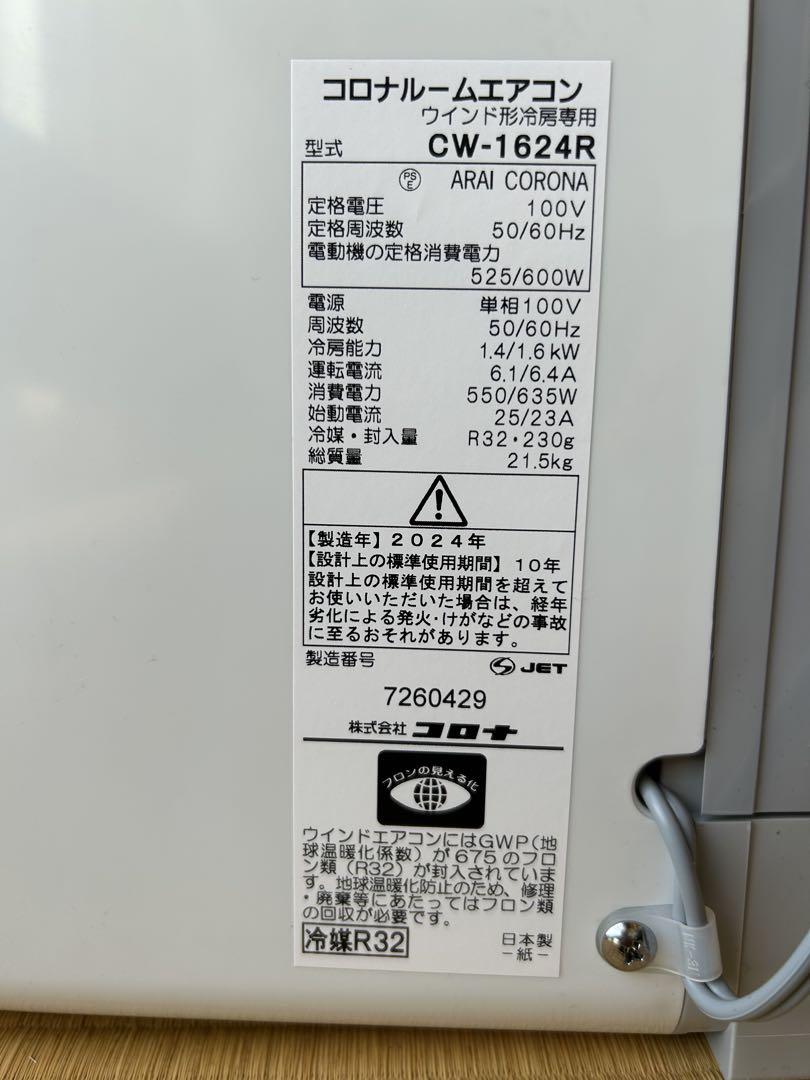 コロナルームエアコン
ウインド形冷房専用
型式 CW-1624R
PSE ARAI CORONA
定格電圧 100V
定格周波数 50/60Hz
電動機の定格消費電力
525/600W
電源 単相100V
周波数 50/60Hz
冷房能力 1.4/1.6kW
運転電流 6.1/6.4A
消費電力 550/635W
始動電流 25/23A
冷媒・封入量 R32・230g
総質量 21.5kg
【製造年】2024年
【設計上の標準使用期間】10年
設計上の標準使用期間を超えて
お使いいただいた場合は、経年
劣化による発火・けがなどの事故
に至るおそれがあります。
製造番号 JET
7260429
株式会社コロナ
フロンの見える化
ウインドエアコンにはGWP(地
球温暖化係数)が675のフロ
ン類(R32)が封入されていま
す。地球温暖化防止のため、修理
・廃棄等にあたってはフロン類
の回収が必要です。
冷媒R32 日本製
-紙-